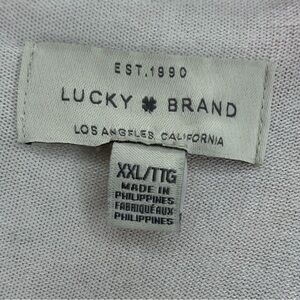 EST.1990
LUCKY BRAND
LOS ANGELES, CALIFORNIA
XXL/TTG
MADE IN
PHILIPPINES
FABRIQUÉ AUX
PHILIPPINES